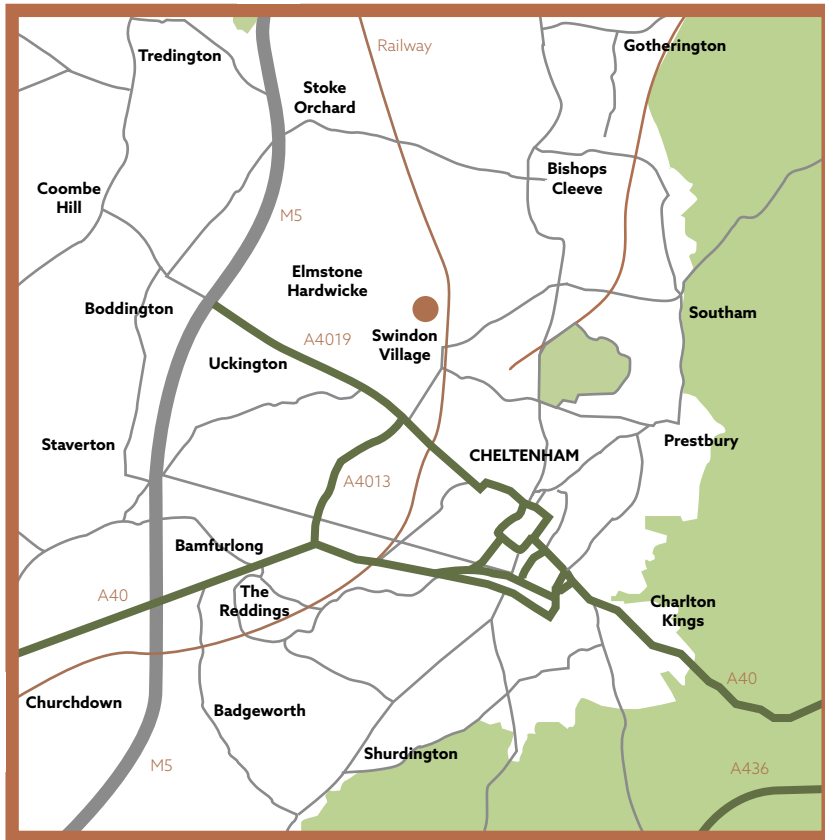 Gotherington
Railway
Tredington
Stoke
Orchard
Bishops
Cleeve
Coombe
Hill
M5
Elmstone
Hardwicke
Boddington
Southam
A4019
Swindon
Village
Uckington
Staverton
Prestbury
CHELTENHAM
A4013
Bamfurlong
A40
The
Reddings
Charlton
Kings
A40
Churchdown
Badgeworth
Shurdington
M5
A436